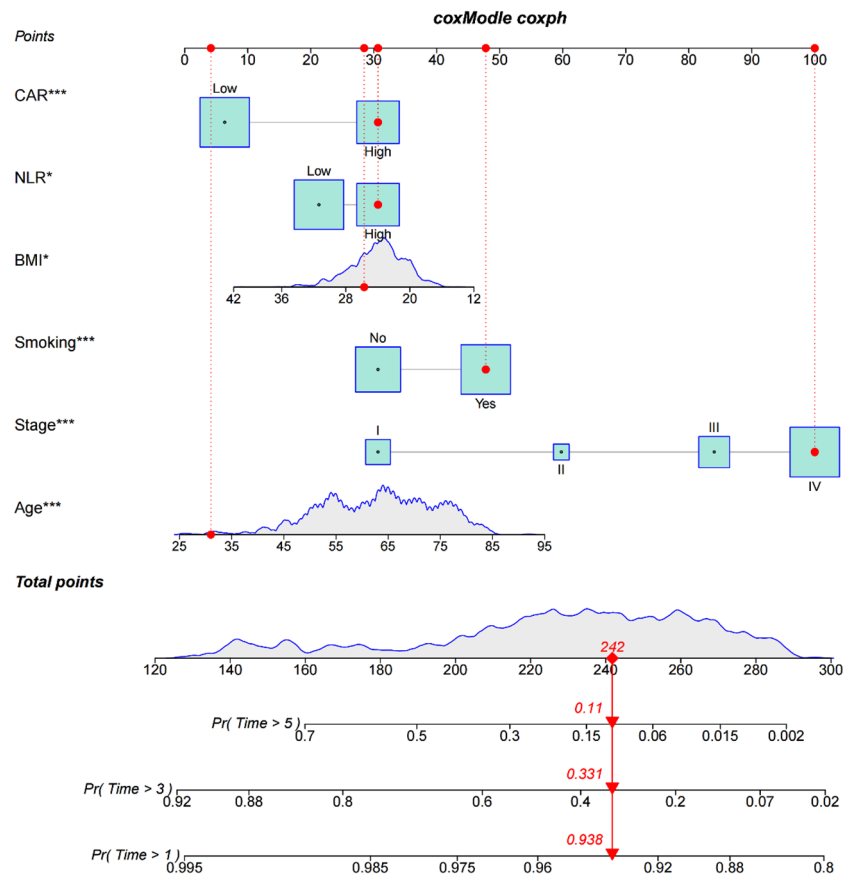 coxModle coxph
Points
0 10 20 30 40 50 60 70 80 90 100
CAR***
Low
High
NLR*
Low
High
BMI*
42 36 28 20 12
Smoking***
No
Yes
Stage***
I
II
III
IV
Age***
25 35 45 55 65 75 85 95
Total points
242
120 140 160 180 200 220 240 260 280 300
0.11
Pr( Time > 5 )
0.7 0.5 0.3 0.15 0.06 0.015 0.002
0.331
Pr( Time > 3 )
0.92 0.88 0.8 0.6 0.4 0.2 0.07 0.02
0.938
Pr( Time > 1 )
0.995 0.985 0.975 0.96 0.92 0.88 0.8